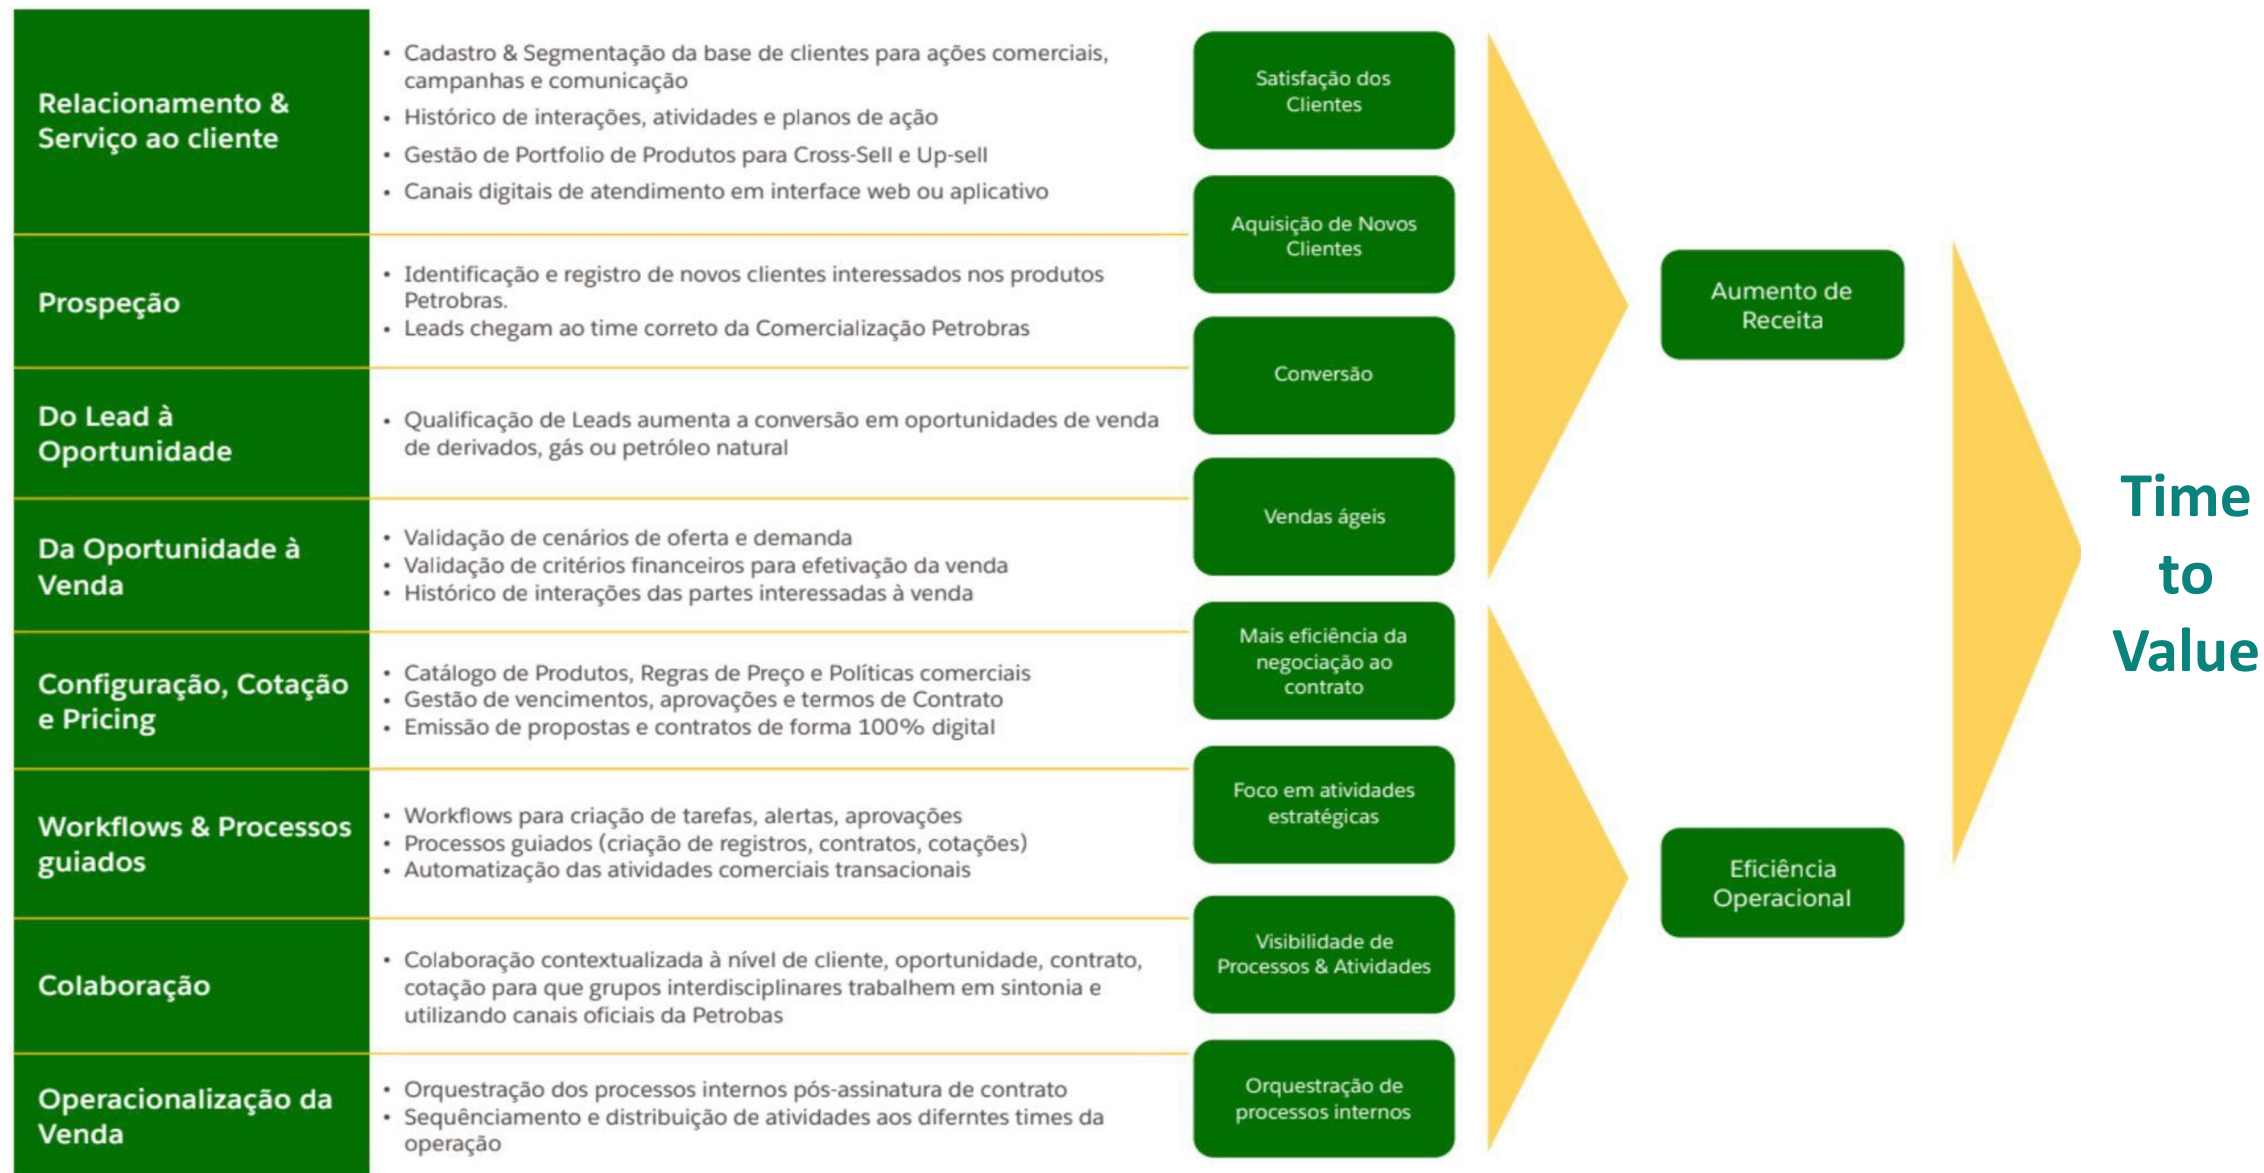 Relacionamento &
Serviço ao cliente
• Cadastro & Segmentação da base de clientes para ações comerciais,
campanhas e comunicação
• Histórico de interações, atividades e planos de ação
• Gestão de Portfolio de Produtos para Cross-Sell e Up-sell
• Canais digitais de atendimento em interface web ou aplicativo
Prospeção
• Identificação e registro de novos clientes interessados nos produtos
Petrobras.
• Leads chegam ao time correto da Comercialização Petrobras
Do Lead à
Oportunidade
• Qualificação de Leads aumenta a conversão em oportunidades de venda
de derivados, gás ou petróleo natural
Da Oportunidade à
Venda
• Validação de cenários de oferta e demanda
• Validação de critérios financeiros para efetivação da venda
• Histórico de interações das partes interessadas à venda
Configuração, Cotação
e Pricing
• Catálogo de Produtos, Regras de Preço e Políticas comerciais
• Gestão de vencimentos, aprovações e termos de Contrato
• Emissão de propostas e contratos de forma 100% digital
Workflows & Processos
guiados
• Workflows para criação de tarefas, alertas, aprovações
• Processos guiados (criação de registros, contratos, cotações)
• Automatização das atividades comerciais transacionais
Colaboração
• Colaboração contextualizada à nível de cliente, oportunidade, contrato,
cotação para que grupos interdisciplinares trabalhem em sintonia e
utilizando canais oficiais da Petrobas
Operacionalização da
Venda
• Orquestração dos processos internos pós-assinatura de contrato
• Sequênciamento e distribuição de atividades aos diferntes times da
operação
Satisfação dos
Clientes
Aquisição de Novos
Clientes
Conversão
Vendas ágeis
Mais eficiência da
negociação ao
contrato
Foco em atividades
estratégicas
Visibilidade de
Processos & Atividades
Orquestração de
processos internos
Aumento de
Receita
Eficiência
Operacional
Time
to
Value